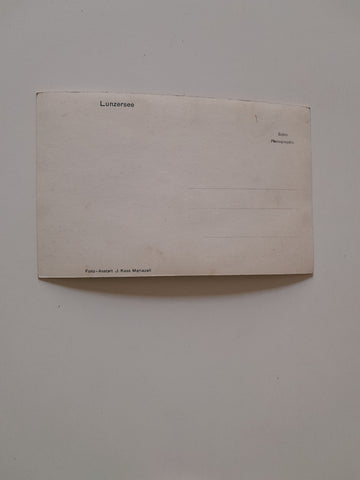 Lunzersee
Echte
Photographie
Foto-Anstalt J. Kuss Mariazell